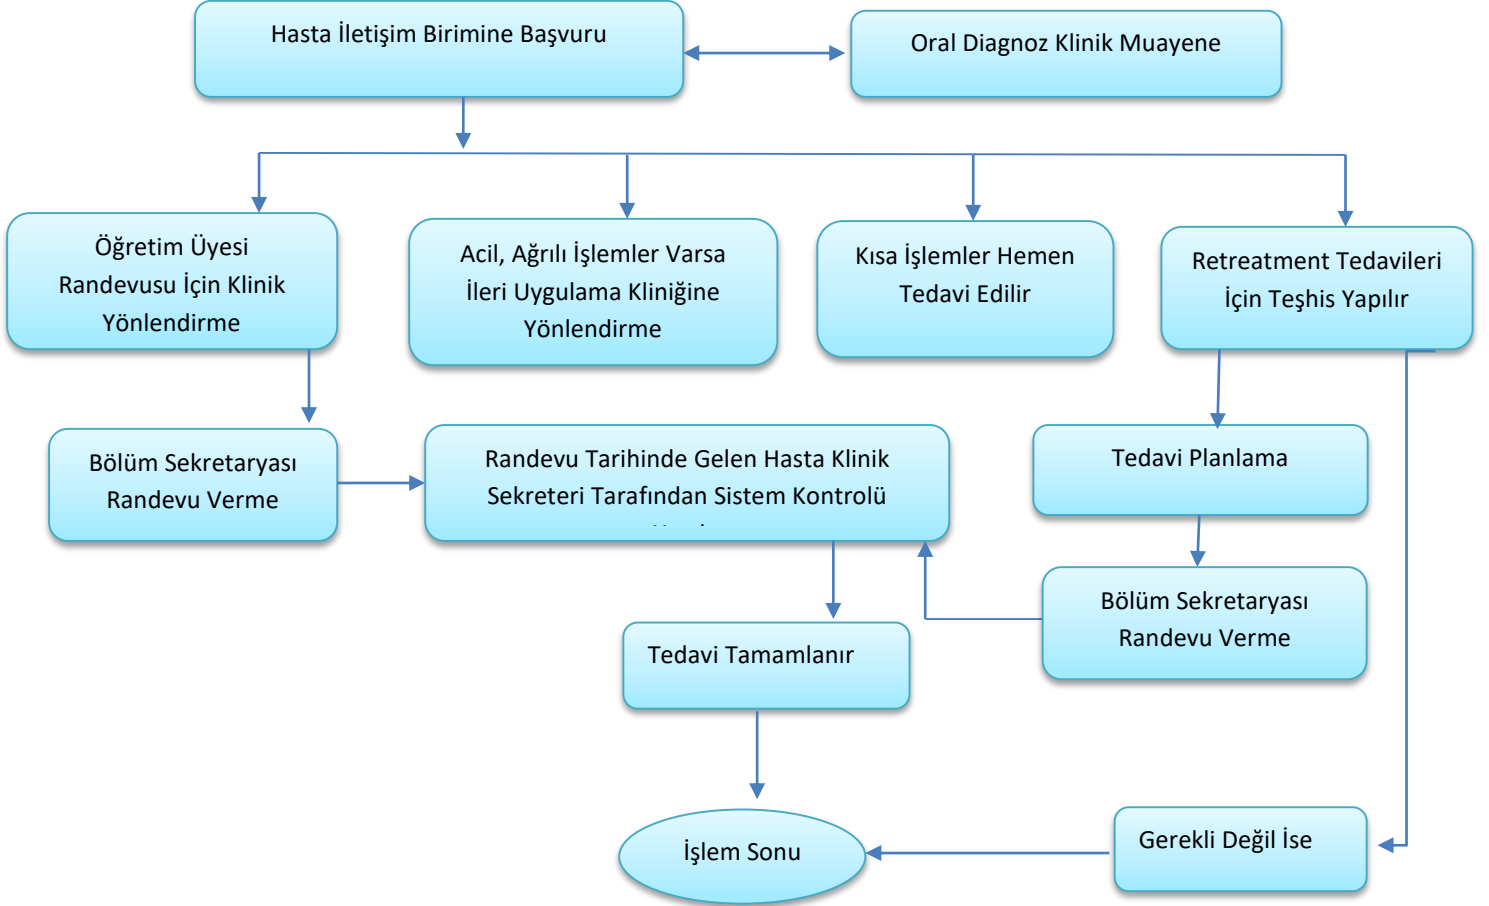 Hasta İletişim Birimine Başvuru
Oral Diagnoz Klinik Muayene
Öğretim Üyesi
Randevusu İçin Klinik
Yönlendirme
Acil, Ağrılı İşlemler Varsa
İleri Uygulama Kliniğine
Yönlendirme
Kısa İşlemler Hemen
Tedavi Edilir
Retreatment Tedavileri
İçin Teşhis Yapılır
Bölüm Sekretaryası
Randevu Verme
Randevu Tarihinde Gelen Hasta Klinik
Sekreteri Tarafından Sistem Kontrolü
Tedavi Planlama
Bölüm Sekretaryası
Randevu Verme
Tedavi Tamamlanır
Gerekli Değil İse
İşlem Sonu